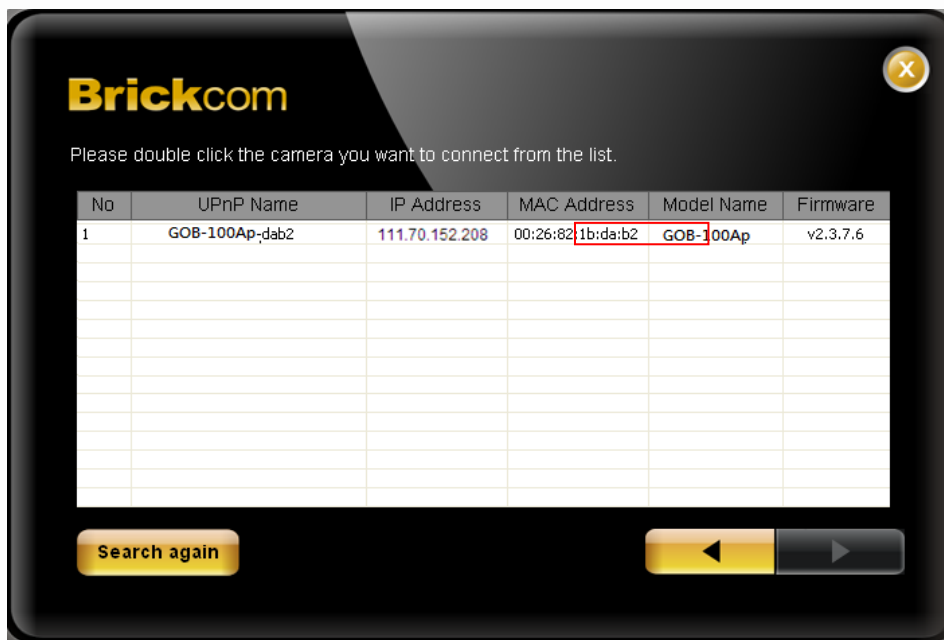 Brickcom
X
Please double click the camera you want to connect from the list.
No UPnP Name IP Address MAC Address Model Name Firmware
1 GOB-100Ap-dab2 111.70.152.208 00:26:82:1b:da:b2 GOB-100Ap v2.3.7.6
Search again